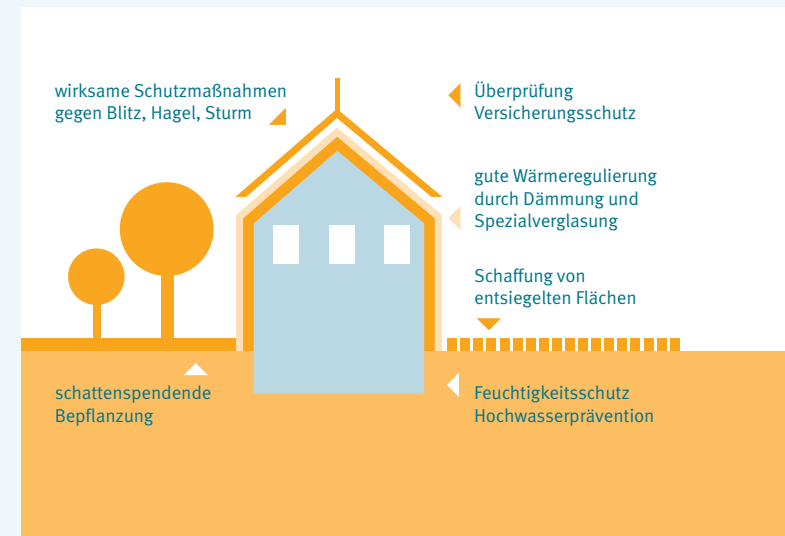 wirksame Schutzmaßnahmen
gegen Blitz, Hagel, Sturm
Überprüfung
Versicherungsschutz
gute Wärmeregulierung
durch Dämmung und
Spezialverglasung
Schaffung von
entsiegelten Flächen
schattenspendende
Bepflanzung
Feuchtigkeitsschutz
Hochwasserprävention